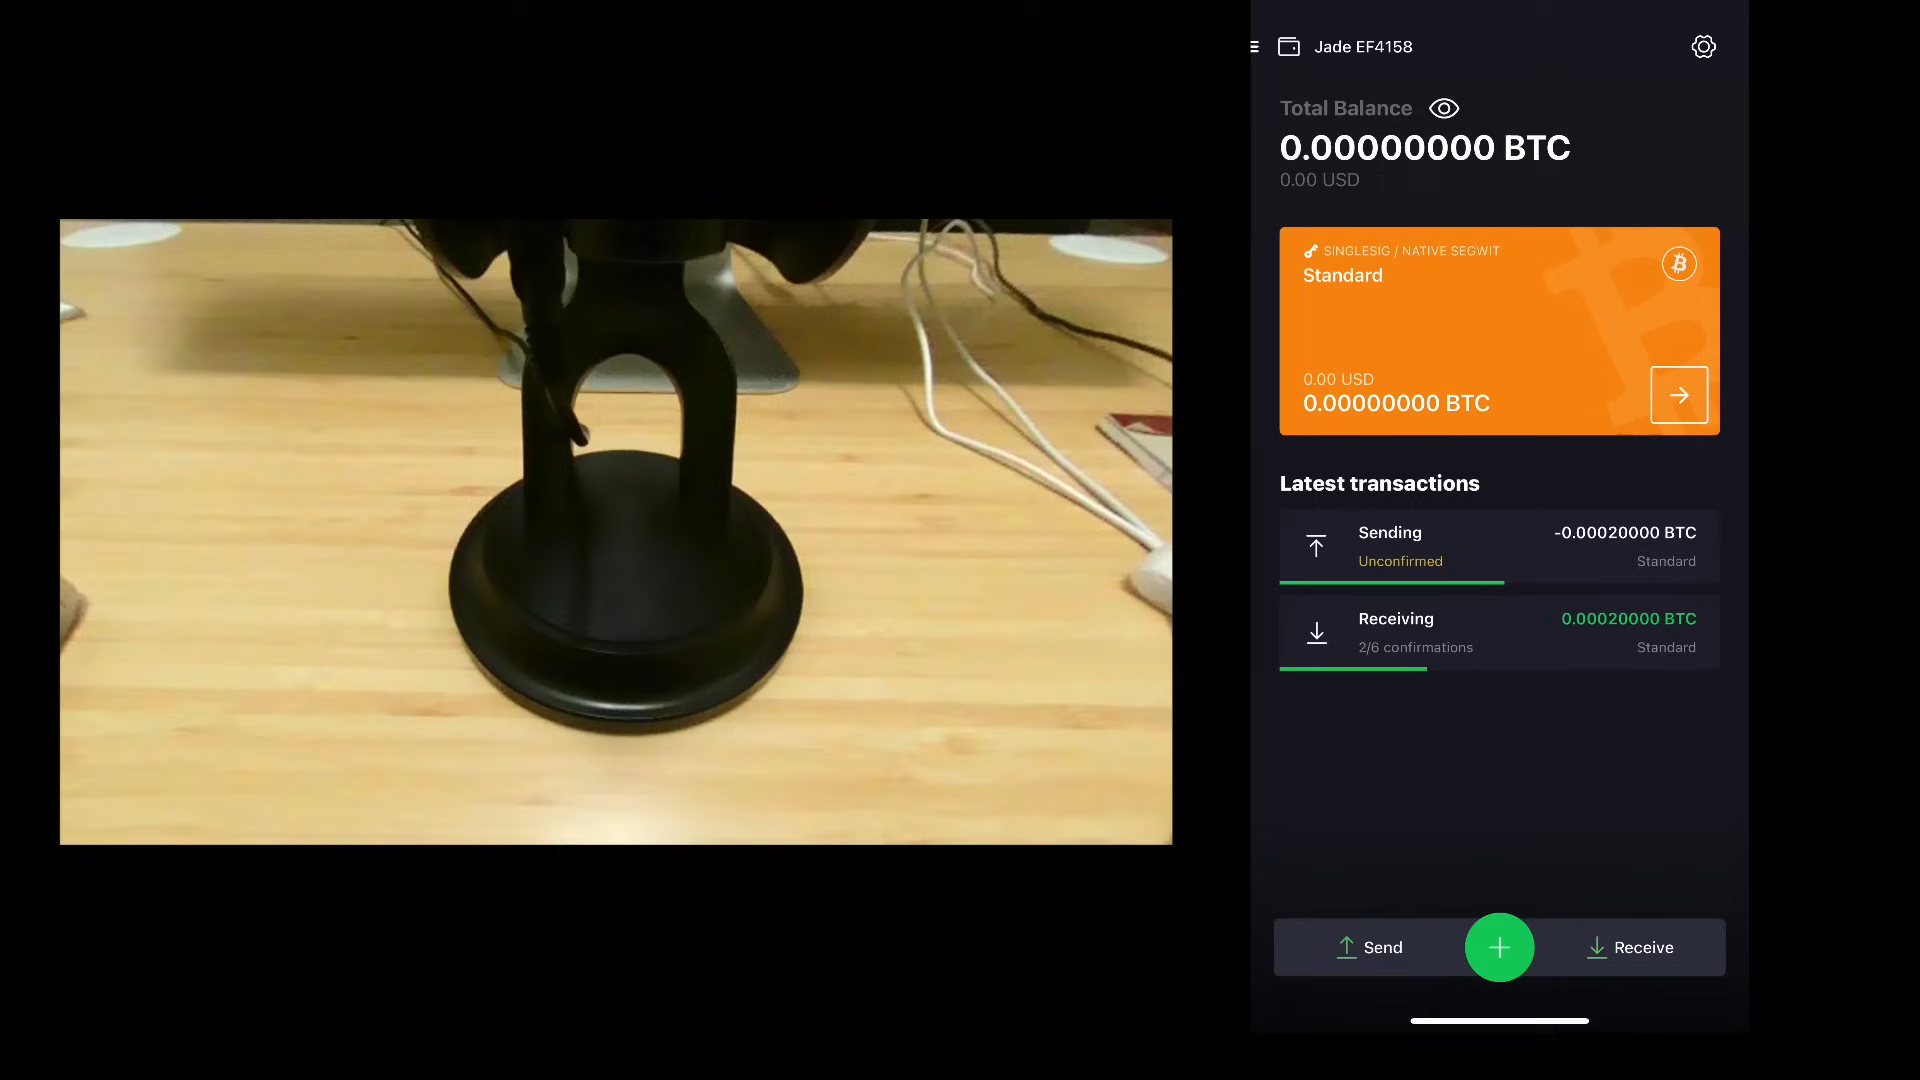 Jade EF4158
Total Balance
0.00000000 BTC
0.00 USD
SINGLESIG / NATIVE SEGWIT
Standard
0.00 USD
0.00000000 BTC
Latest transactions
Sending -0.00020000 BTC
Unconfirmed Standard
Receiving 0.00020000 BTC
2/6 confirmations Standard
Send + Receive